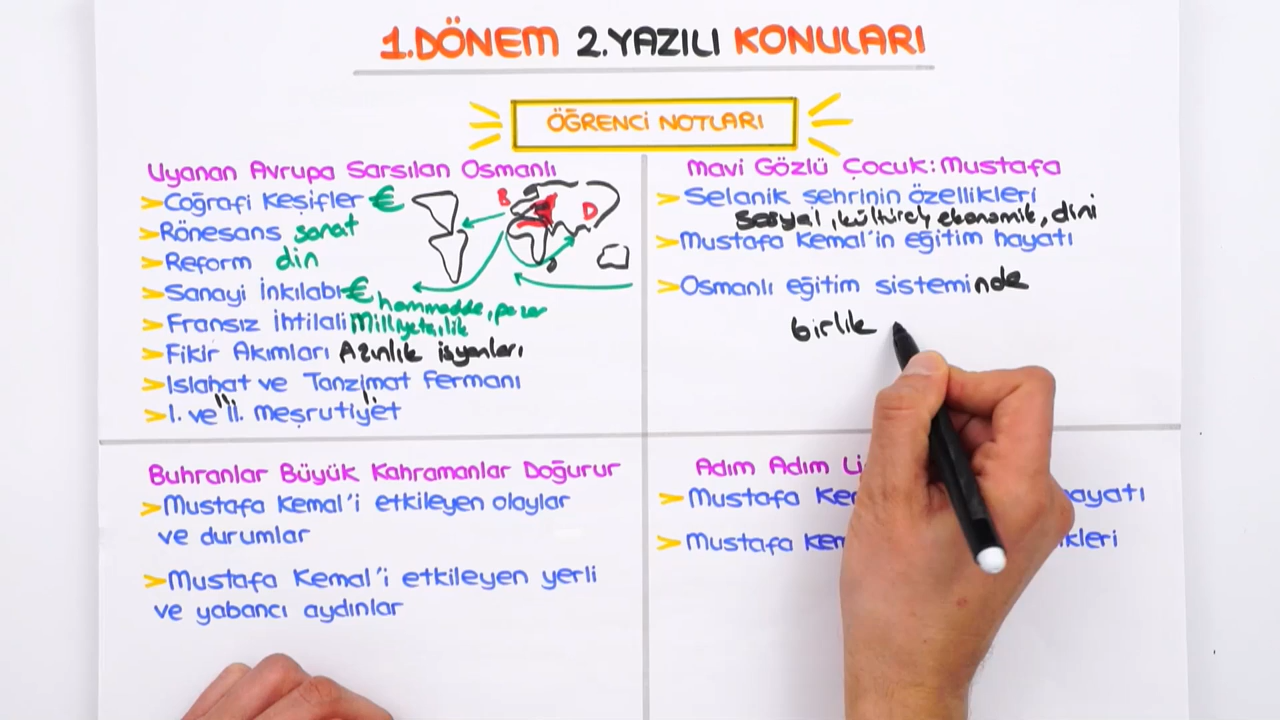 1.DÖNEM 2.YAZILI KONULARI
ÖĞRENCİ NOTLARI
Uyanan Avrupa Sarsılan Osmanlı
➤Coğrafi Keşifler €
➤Rönesans sanat
➤Reform din
➤Sanayi İnkılabı €
hammadde, pazar
➤Fransız İhtilali Milliyetçilik
➤Fikir Akımları Azınlık isyanları
➤Islahat ve Tanzimat Fermanı
➤I. ve II. Meşrutiyet
B
D
Mavi Gözlü Çocuk: Mustafa
➤Selanik şehrinin özellikleri
sosyal, kültürel, ekonomik, dini
➤Mustafa Kemal'in eğitim hayatı
➤Osmanlı eğitim sisteminde
birlik
Buhranlar Büyük Kahramanlar Doğurur
➤Mustafa Kemal'i etkileyen olaylar
ve durumlar
➤Mustafa Kemal'i etkileyen yerli
ve yabancı aydınlar
Adım Adım
➤Mustafa hayatı
➤Mustafa